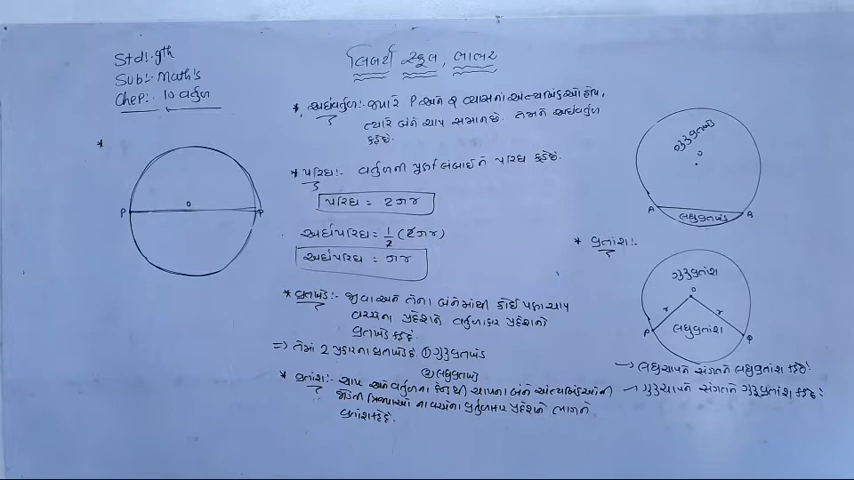 Std:- 9th
Sub:- Math's
Chep:- 10 વર્તુળ
લિબર્ટી સ્કૂલ, લાલર
* અર્ધવર્તુળ:- જ્યારે P અને Q વ્યાસનાં અંત્યબિંદુઓ હોય,
ત્યારે બંને ચાપ સમાન છે. તેમને અર્ધવર્તુળ
કહે છે.
* પરિઘ:- વર્તુળની પૂર્ણ લંબાઈને પરિઘ કહે છે.
પરિઘ = 2πr
અર્ધપરિઘ = 1/2 (2πr)
અર્ધપરિઘ = πr
* વૃતખંડ:- જીવા અને તેના બંનેમાંથી કોઈ પણ ચાપ
વચ્ચેના પ્રદેશને વર્તુળાકાર પ્રદેશનો
વૃતખંડ કહે છે.
=> તેમાં 2 પ્રકારના વૃતખંડ છે ① ગુરુવૃતખંડ
② લઘુવૃતખંડ
* વૃતાંશ:- ચાપ અને વર્તુળના કેન્દ્રથી ચાપના બંને અંત્યબિંદુઓની
જોડતી ત્રિજ્યાઓ ના વચ્ચેના વર્તુળાકાર પ્રદેશનો ભાગને
વૃતાંશ કહે છે.
*
P O P
ગુરુવૃતખંડ
O
A લઘુવૃતખંડ B
* વૃતાંશ:-
ગુરુવૃતાંશ
O
r r
P લઘુવૃતાંશ Q
→ લઘુચાપને સંગતને લઘુવૃતાંશ કહે છે:
→ ગુરુચાપને સંગતને ગુરુવૃતાંશ કહે છે: